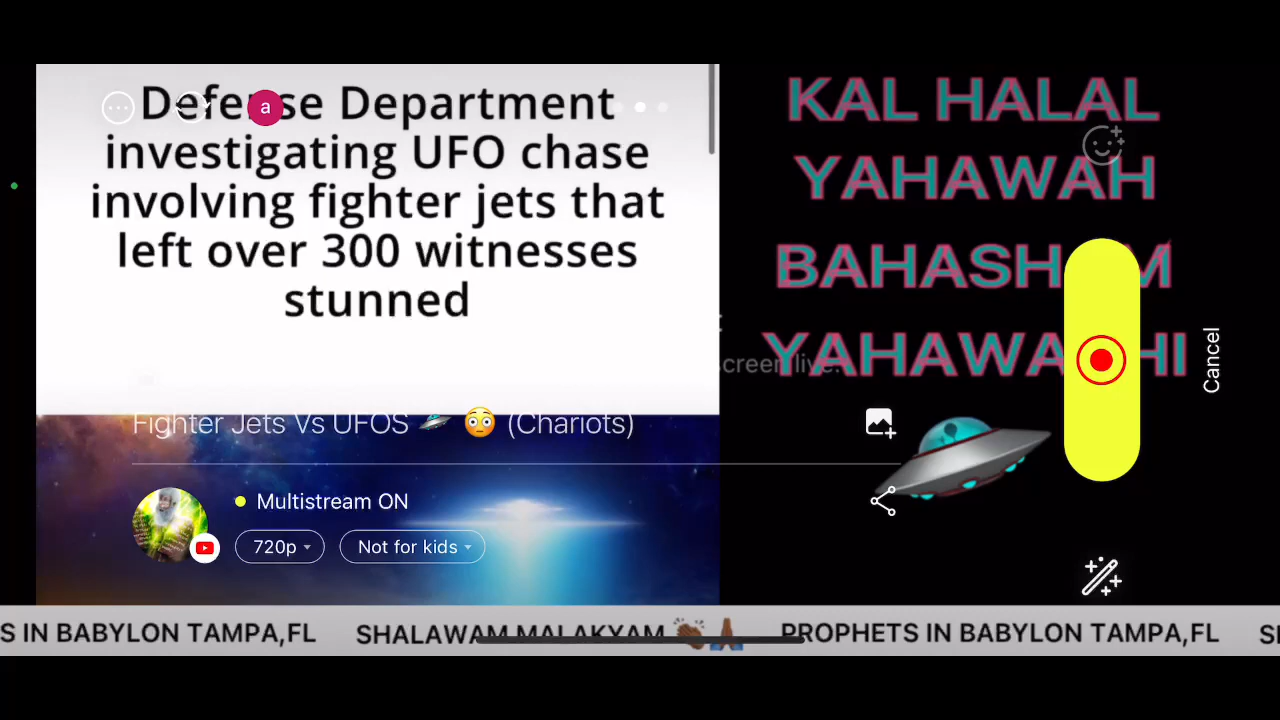 Defense Department
investigating UFO chase
involving fighter jets that
left over 300 witnesses
stunned
a
KAL HALAL
YAHAWAH
BAHASH M
YAHAWA HI
screen live.
Cancel
Fighter Jets Vs UFOS 🛸 😳 (Chariots)
Multistream ON
720p
Not for kids
S IN BABYLON TAMPA,FL SHALAWAM MALAKYAM 👏🏾🙏🏾 PROPHETS IN BABYLON TAMPA,FL